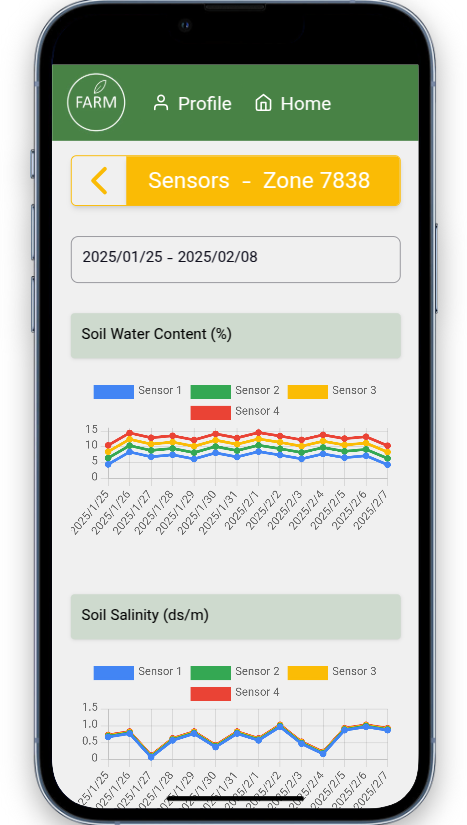 FARM
Profile Home
Sensors - Zone 7838
2025/01/25 - 2025/02/08
Soil Water Content (%)
Sensor 1 Sensor 2 Sensor 3
Sensor 4
15
10
5
0
2025/1/25 2025/1/26 2025/1/27 2025/1/28 2025/1/29 2025/1/30 2025/1/31 2025/2/1 2025/2/2 2025/2/3 2025/2/4 2025/2/5 2025/2/6 2025/2/7
Soil Salinity (ds/m)
Sensor 1 Sensor 2 Sensor 3
Sensor 4
1.5
1.0
0.5
0
25/1/25 2025/1/26 2025/1/27 2025/1/28 2025/1/29 2025/1/30 2025/1/31 2025/2/1 2025/2/2 2025/2/3 2025/2/4 2025/2/5 2025/2/6 2025/2/7